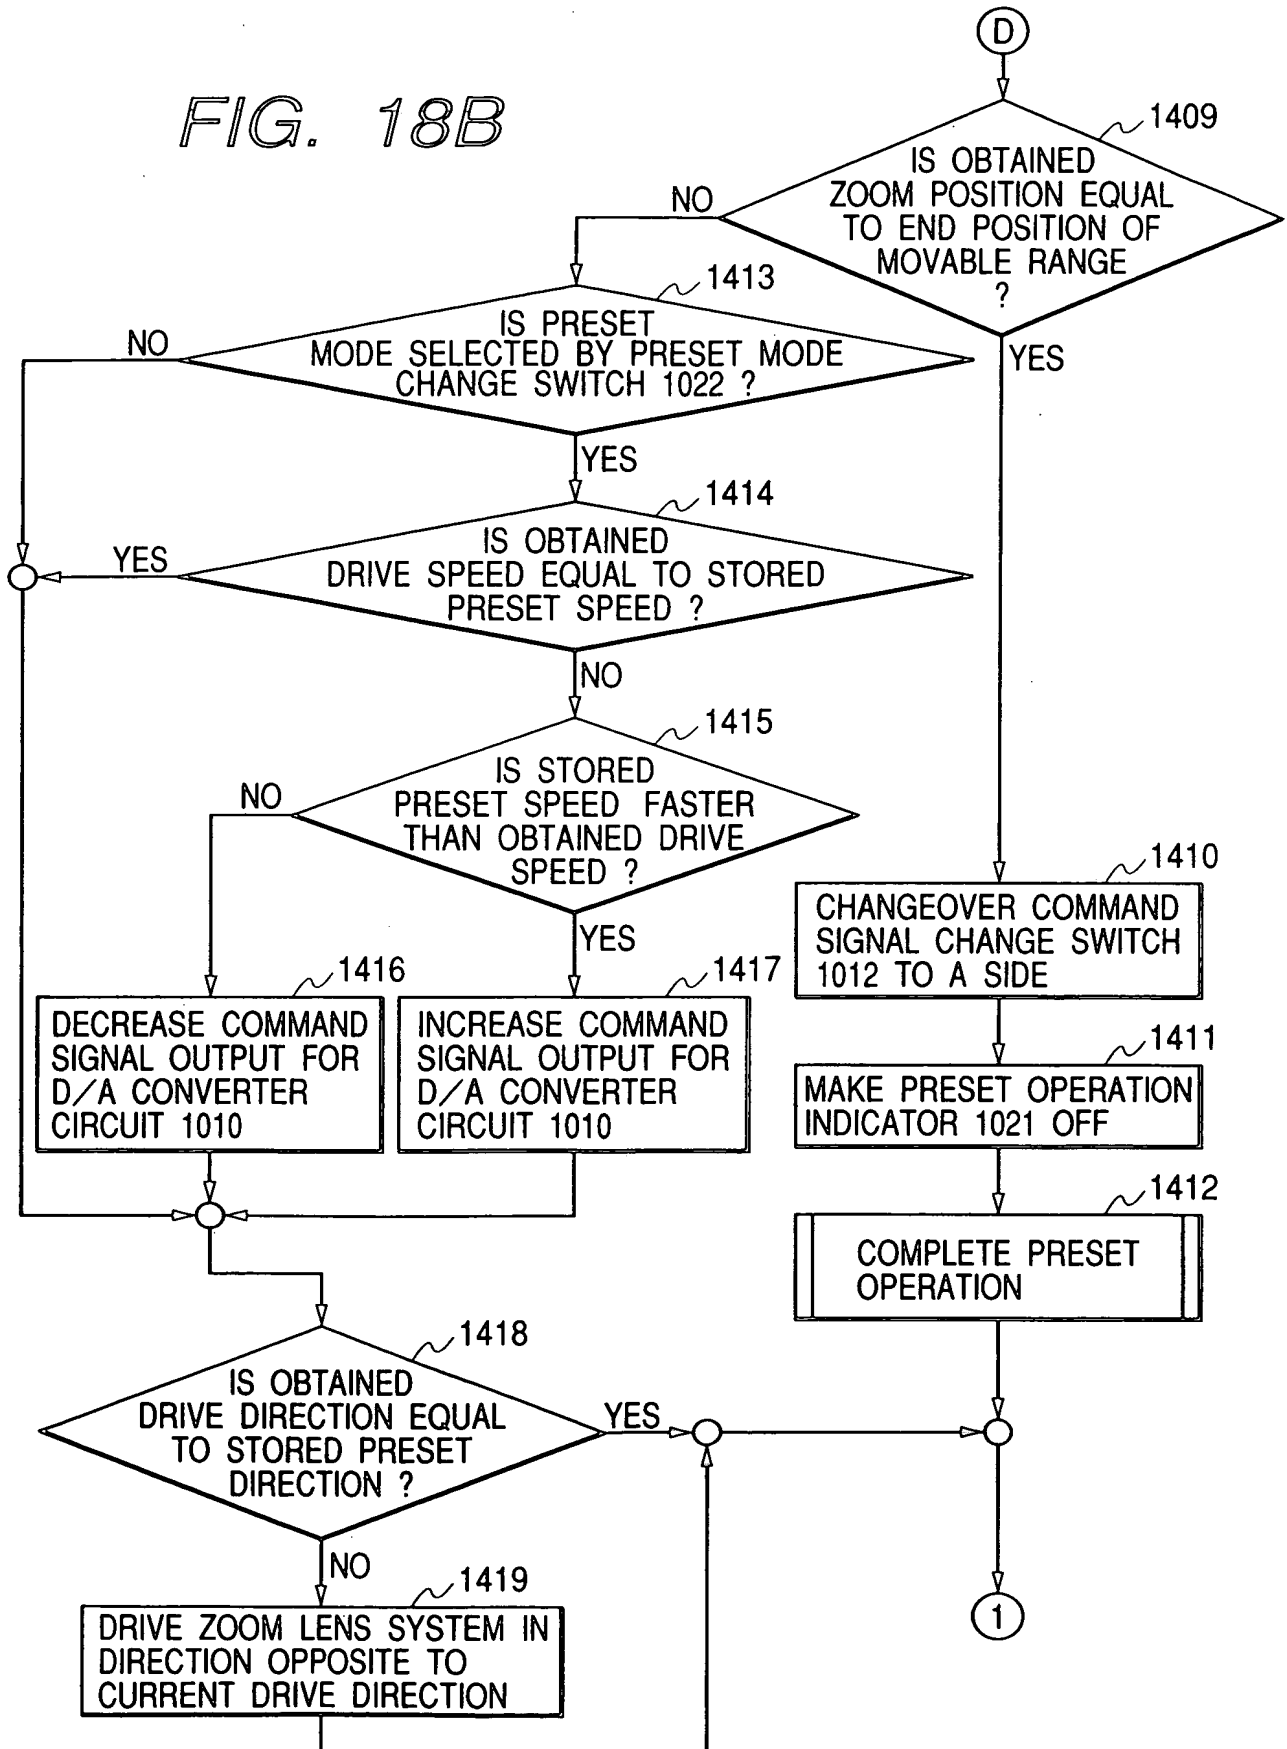 FIG. 18B
D
1409
IS OBTAINED
ZOOM POSITION EQUAL
TO END POSITION OF
MOVABLE RANGE
?
NO
YES
1413
IS PRESET
MODE SELECTED BY PRESET MODE
CHANGE SWITCH 1022 ?
NO
YES
1414
IS OBTAINED
DRIVE SPEED EQUAL TO STORED
PRESET SPEED ?
YES
NO
1415
IS STORED
PRESET SPEED FASTER
THAN OBTAINED DRIVE
SPEED ?
NO
YES
1416
DECREASE COMMAND
SIGNAL OUTPUT FOR
D/A CONVERTER
CIRCUIT 1010
1417
INCREASE COMMAND
SIGNAL OUTPUT FOR
D/A CONVERTER
CIRCUIT 1010
1410
CHANGEOVER COMMAND
SIGNAL CHANGE SWITCH
1012 TO A SIDE
1411
MAKE PRESET OPERATION
INDICATOR 1021 OFF
1412
COMPLETE PRESET
OPERATION
1418
IS OBTAINED
DRIVE DIRECTION EQUAL
TO STORED PRESET
DIRECTION ?
YES
NO
1419
DRIVE ZOOM LENS SYSTEM IN
DIRECTION OPPOSITE TO
CURRENT DRIVE DIRECTION
1